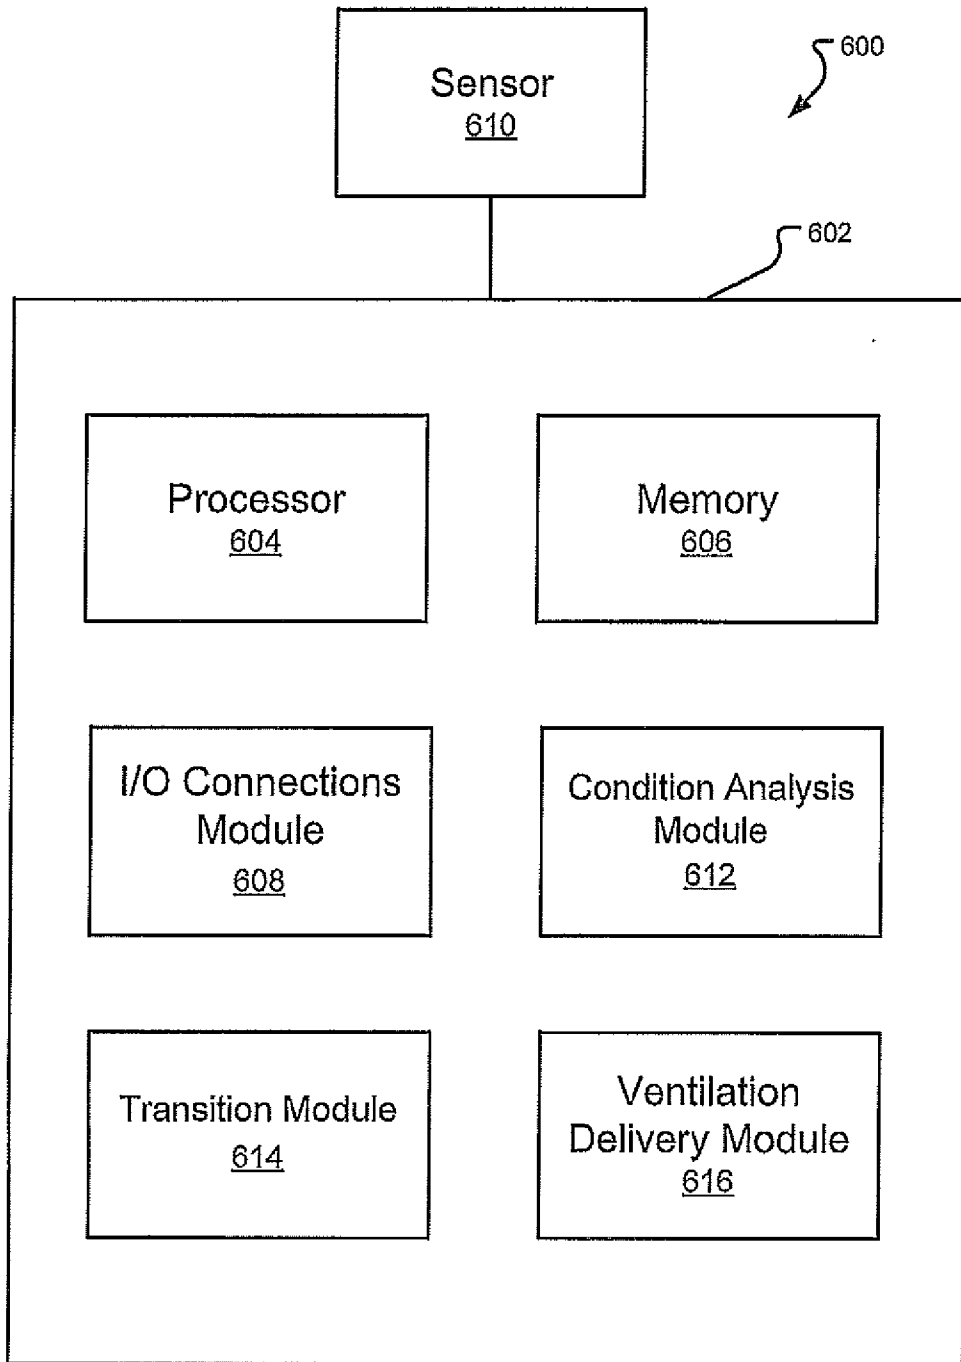 Sensor
610
600
602
Processor
604
Memory
606
I/O Connections
Module
608
Condition Analysis
Module
612
Transition Module
614
Ventilation
Delivery Module
616